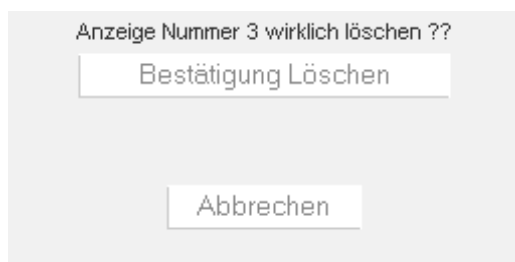 Anzeige Nummer 3 wirklich löschen ??
Bestätigung Löschen
Abbrechen